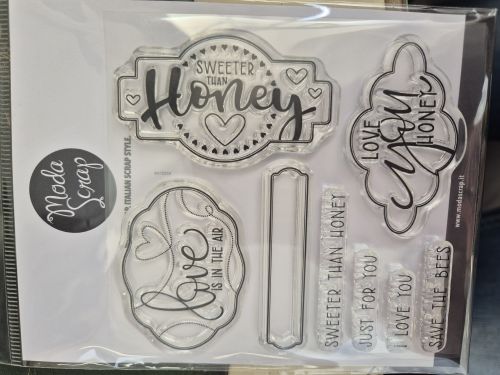 Moda
Scrap
ITALIAN SCRAP STYLE
SWEETER
THAN
Honey
LOVE
you
HONEY
love
IS IN THE AIR
SWEETER THAN HONEY
JUST FOR YOU
I LOVE YOU
SAVE THE BEES
www.modascrap.it